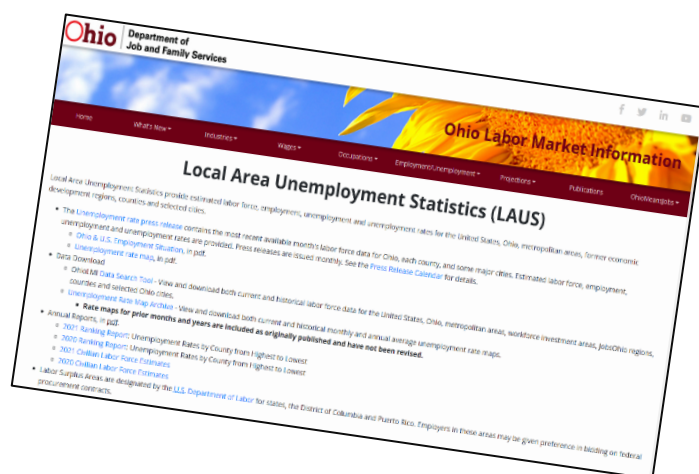 Ohio Department of
Job and Family Services
Ohio Labor Market Information
Home What's New Industries Wages Occupations Employment/Unemployment Projections Publications OhioMeansJobs
Local Area Unemployment Statistics (LAUS)
Local Area Unemployment Statistics provide estimated labor force, employment, unemployment and unemployment rates for the United States, Ohio, metropolitan areas, former economic
development regions, counties and selected cities.
The Unemployment rate press release contains the most recent available month's labor force data for Ohio, each county, and some major cities. Estimated labor force, employment,
unemployment and unemployment rates are provided. Press releases are issued monthly. See the Press Release Calendar for details.
Ohio & U.S. Employment Situation, in pdf.
Unemployment rate map, in pdf.
Data Download
OhioLMI Data Search Tool - View and download both current and historical labor force data for the United States, Ohio, metropolitan areas, workforce investment areas, JobsOhio regions,
counties and selected Ohio cities.
Unemployment Rate Map Archive - View and download both current and historical monthly and annual average unemployment rate maps.
Rate maps for prior months and years are included as originally published and have not been revised.
Annual Reports, in pdf.
2021 Ranking Report: Unemployment Rates by County from Highest to Lowest
2020 Ranking Report: Unemployment Rates by County from Highest to Lowest
2021 Civilian Labor Force Estimates
2020 Civilian Labor Force Estimates
Labor Surplus Areas are designated by the U.S. Department of Labor for states, the District of Columbia and Puerto Rico. Employers in these areas may be given preference in bidding on federal
procurement contracts.